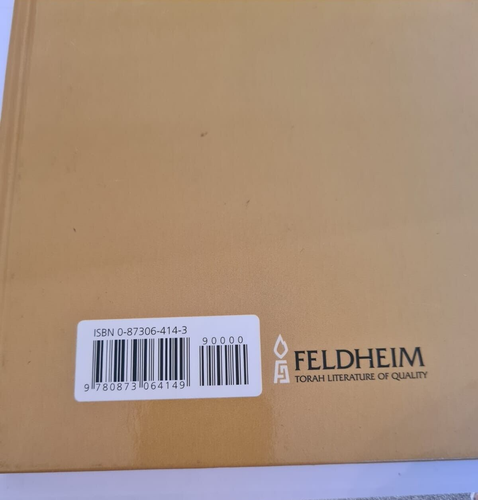 ISBN 0-87306-414-3
90000
9 780873 064149
FELDHEIM
TORAH LITERATURE OF QUALITY